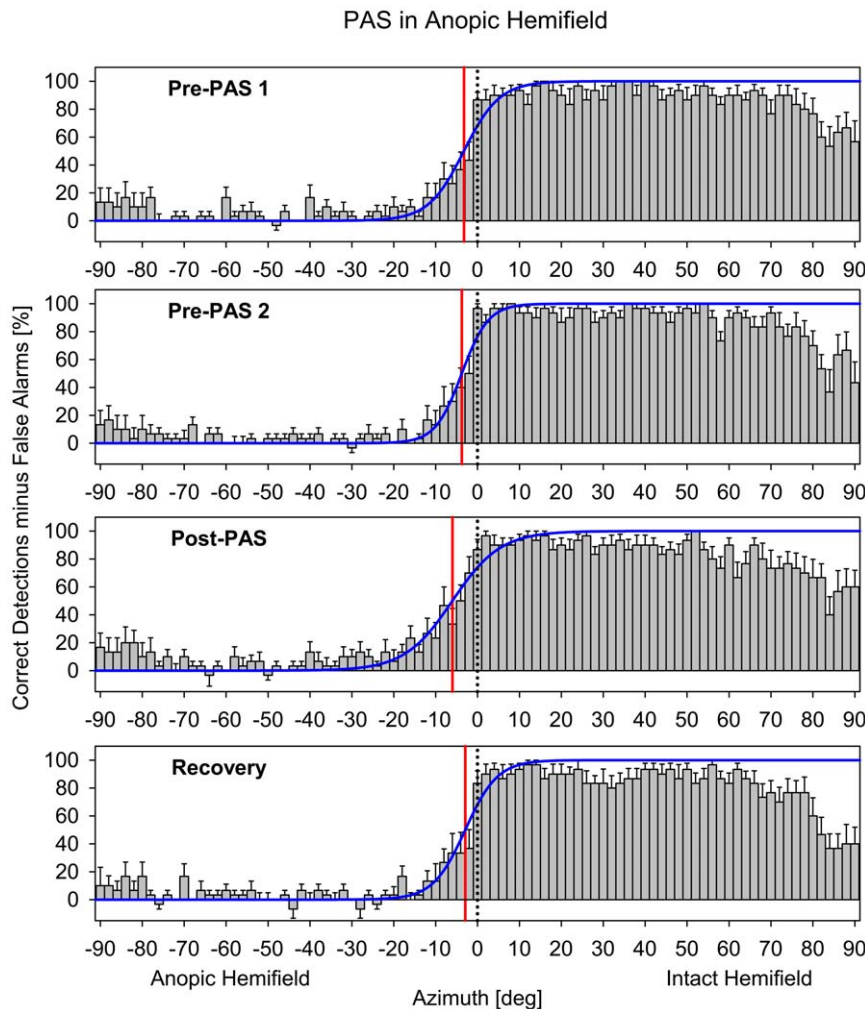 PAS in Anopic Hemifield
Correct Detections minus False Alarms [%]
Pre-PAS 1
100
80
60
40
20
0
-90 -80 -70 -60 -50 -40 -30 -20 -10 0 10 20 30 40 50 60 70 80 90
Pre-PAS 2
100
80
60
40
20
0
-90 -80 -70 -60 -50 -40 -30 -20 -10 0 10 20 30 40 50 60 70 80 90
Post-PAS
100
80
60
40
20
0
-90 -80 -70 -60 -50 -40 -30 -20 -10 0 10 20 30 40 50 60 70 80 90
Recovery
100
80
60
40
20
0
-90 -80 -70 -60 -50 -40 -30 -20 -10 0 10 20 30 40 50 60 70 80 90
Anopic Hemifield Intact Hemifield
Azimuth [deg]